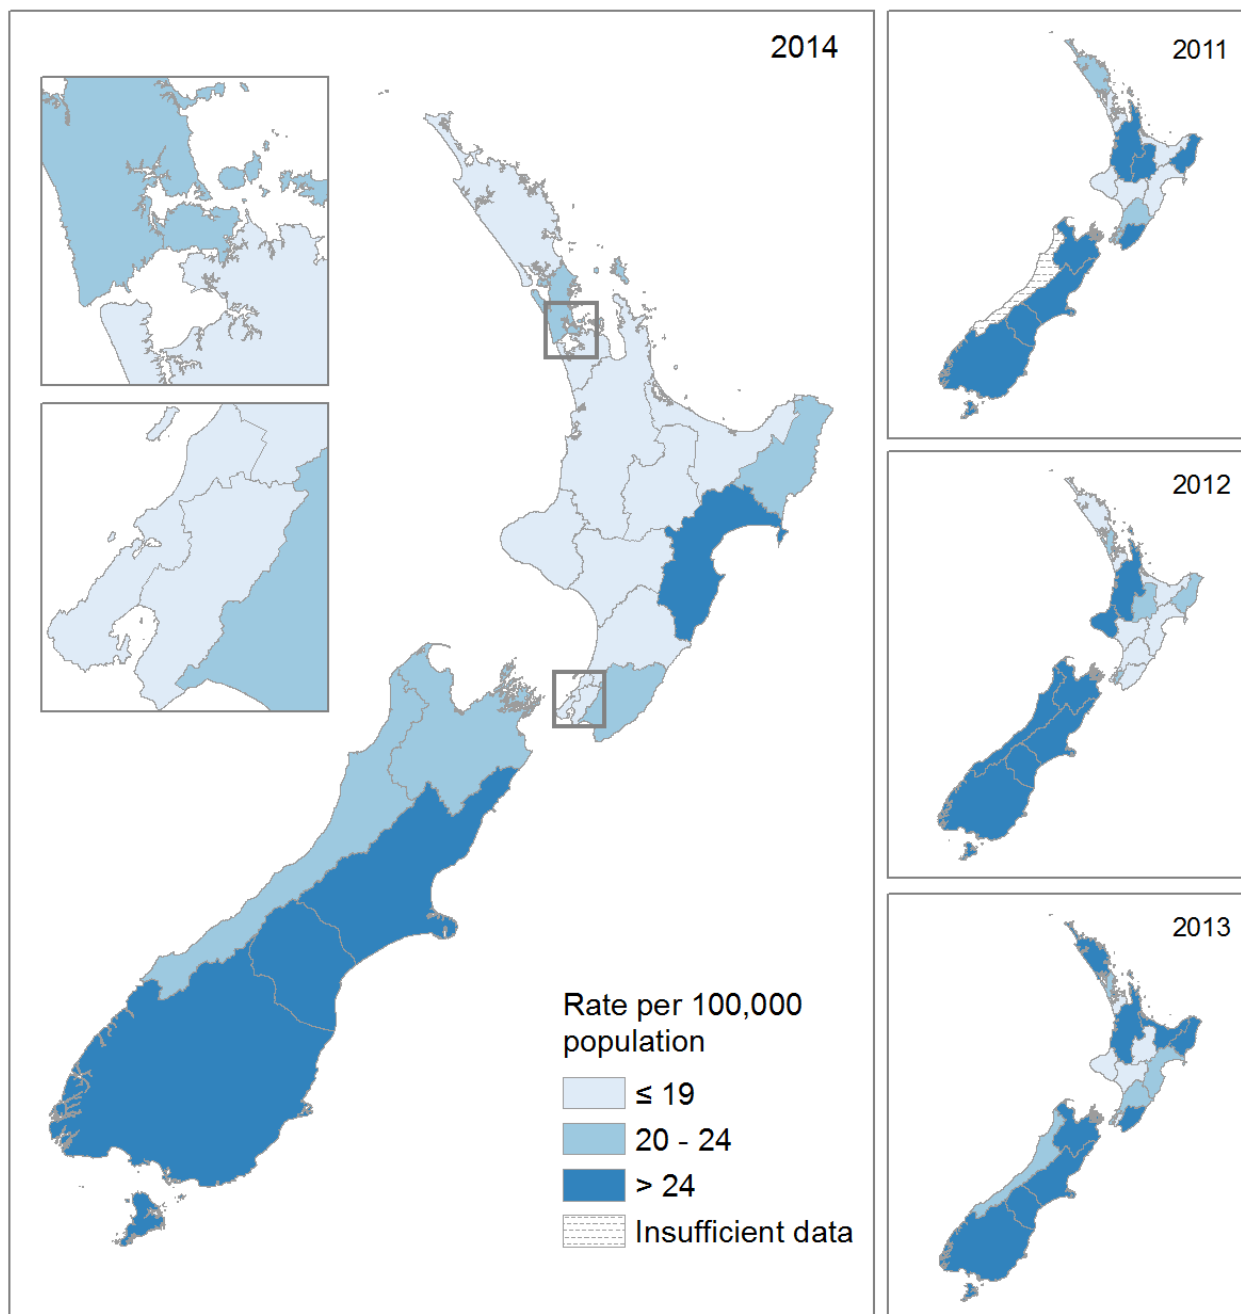 2014
2011
2012
2013
Rate per 100,000
population
≤ 19
20 - 24
> 24
Insufficient data